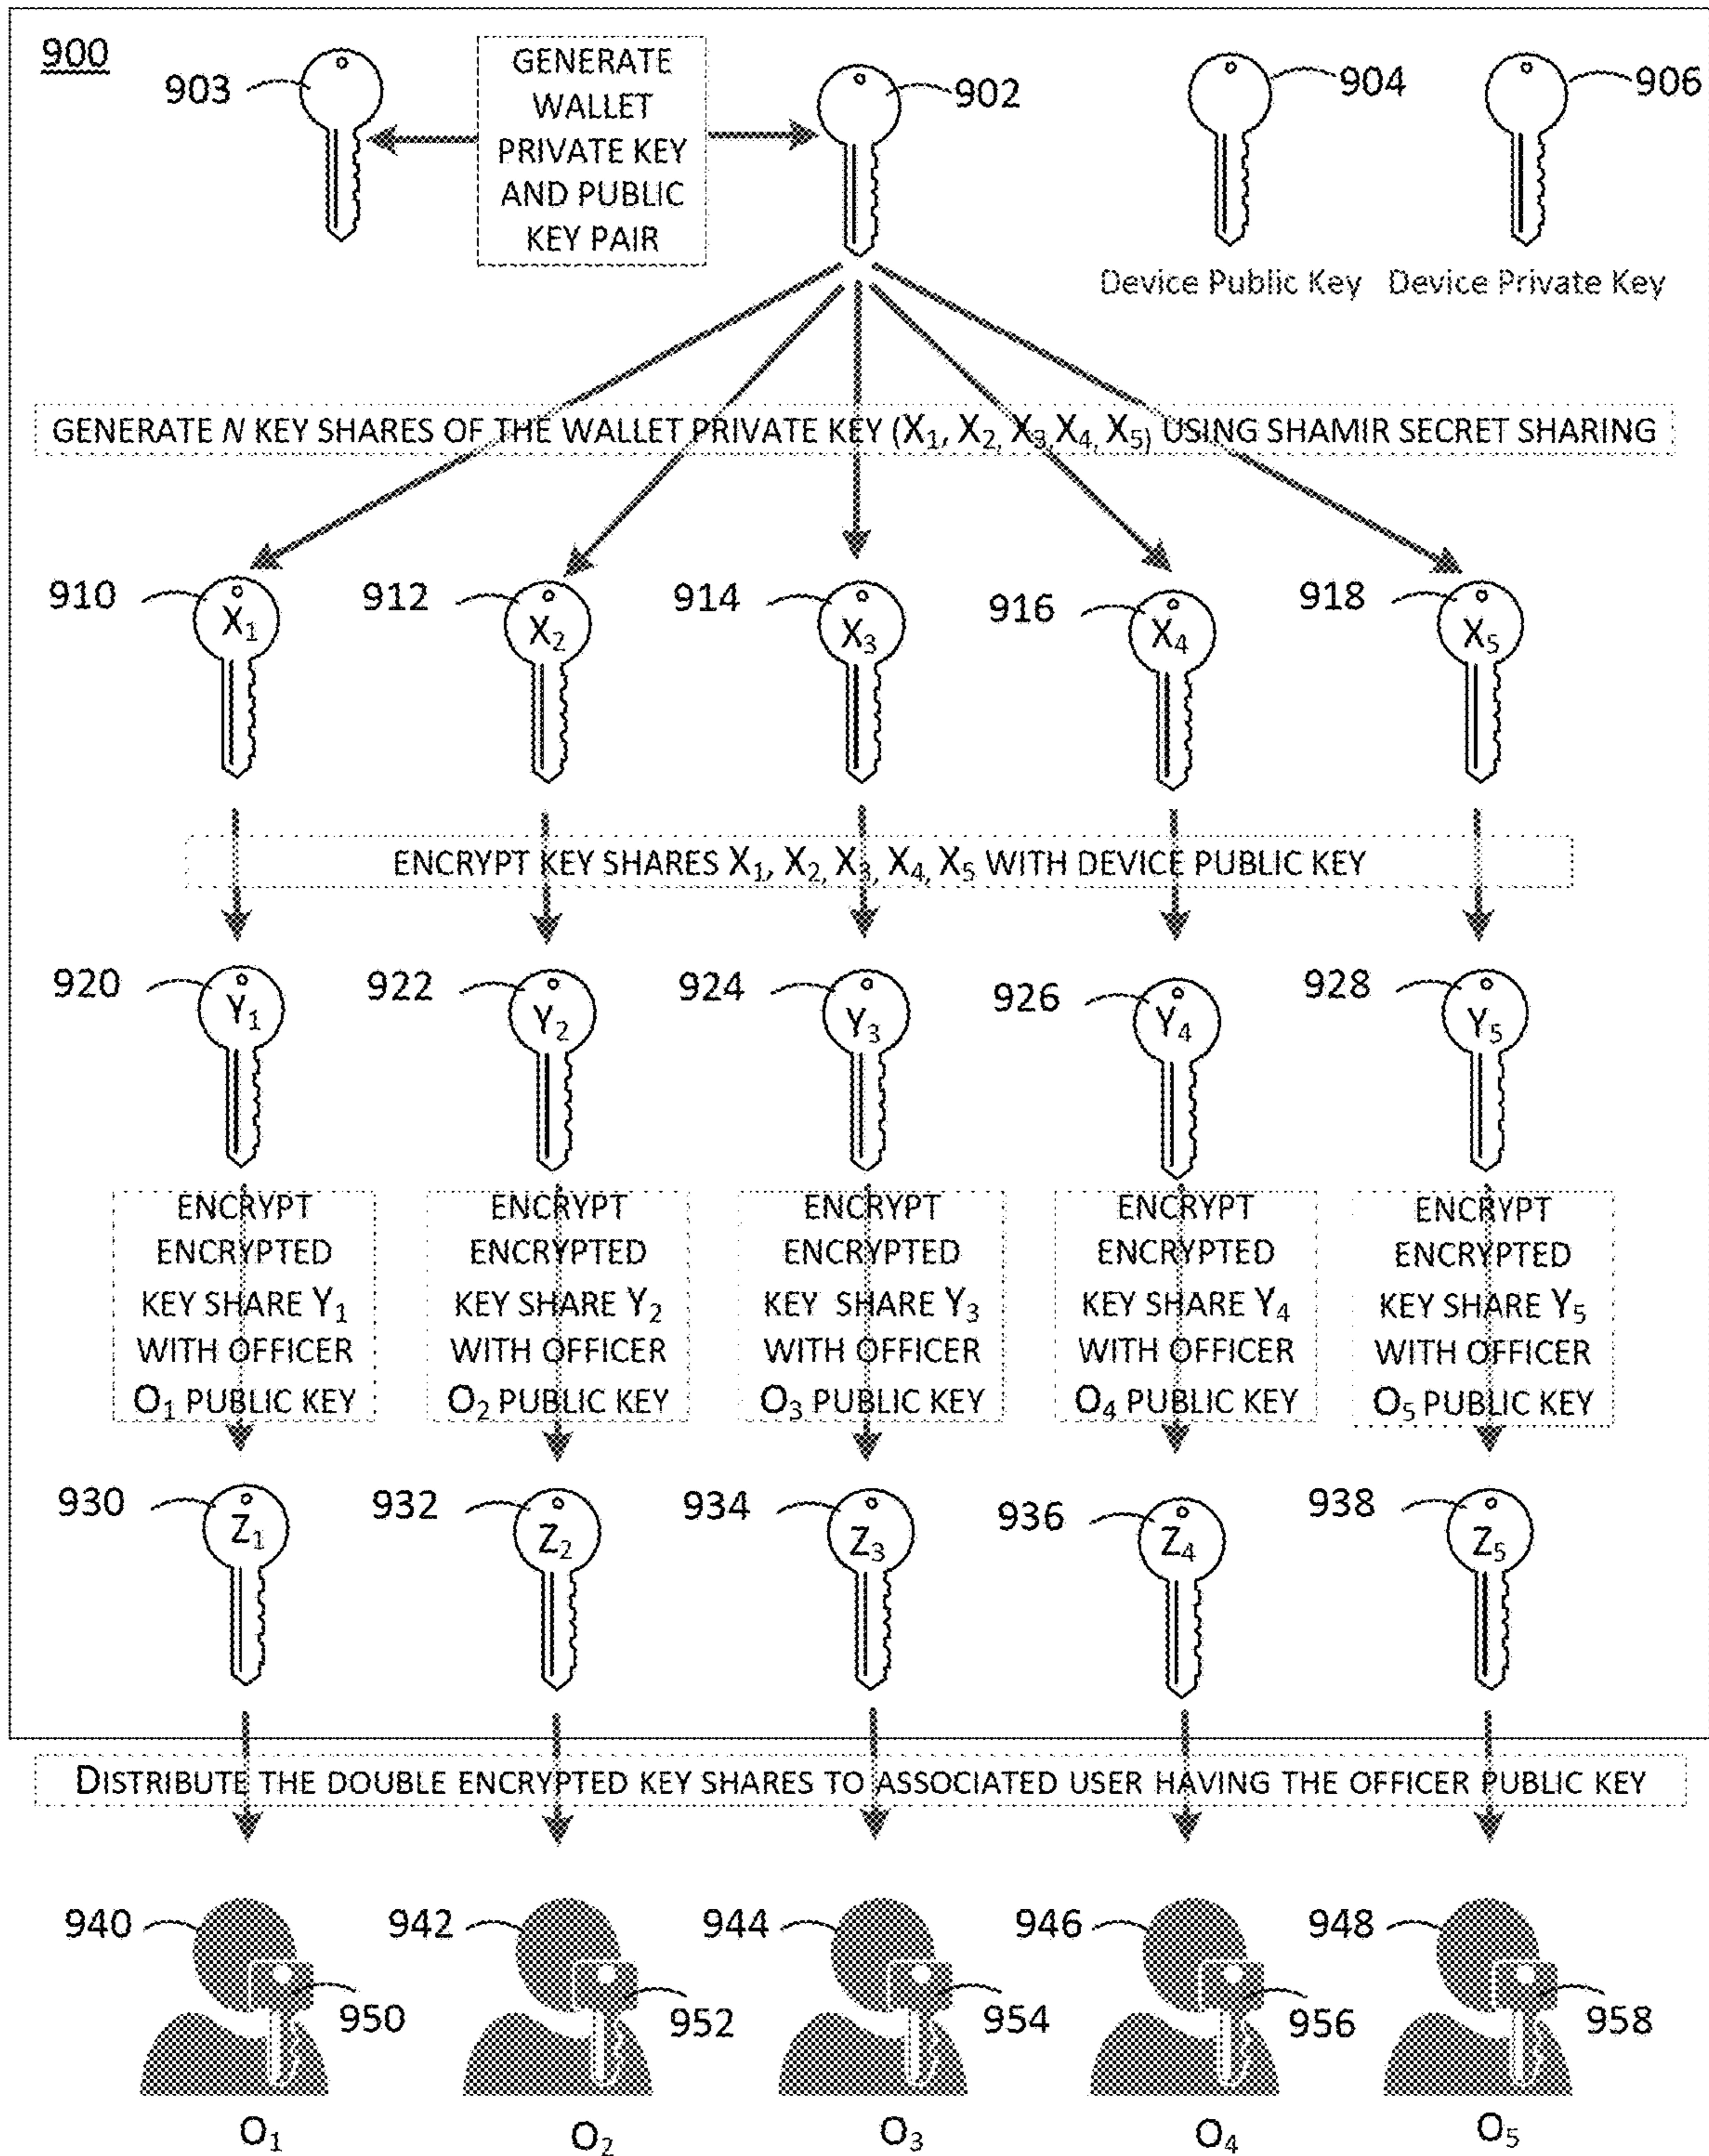 900
903
GENERATE
WALLET
PRIVATE KEY
AND PUBLIC
KEY PAIR
902
904
906
Device Public Key
Device Private Key
GENERATE N KEY SHARES OF THE WALLET PRIVATE KEY (X₁, X₂, X₃, X₄, X₅) USING SHAMIR SECRET SHARING
910
X₁
912
X₂
914
X₃
916
X₄
918
X₅
ENCRYPT KEY SHARES X₁, X₂, X₃, X₄, X₅ WITH DEVICE PUBLIC KEY
920
Y₁
922
Y₂
924
Y₃
926
Y₄
928
Y₅
ENCRYPT
ENCRYPTED
KEY SHARE Y₁
WITH OFFICER
O₁ PUBLIC KEY
ENCRYPT
ENCRYPTED
KEY SHARE Y₂
WITH OFFICER
O₂ PUBLIC KEY
ENCRYPT
ENCRYPTED
KEY SHARE Y₃
WITH OFFICER
O₃ PUBLIC KEY
ENCRYPT
ENCRYPTED
KEY SHARE Y₄
WITH OFFICER
O₄ PUBLIC KEY
ENCRYPT
ENCRYPTED
KEY SHARE Y₅
WITH OFFICER
O₅ PUBLIC KEY
930
Z₁
932
Z₂
934
Z₃
936
Z₄
938
Z₅
DISTRIBUTE THE DOUBLE ENCRYPTED KEY SHARES TO ASSOCIATED USER HAVING THE OFFICER PUBLIC KEY
940
950
942
952
944
954
946
956
948
958
O₁
O₂
O₃
O₄
O₅